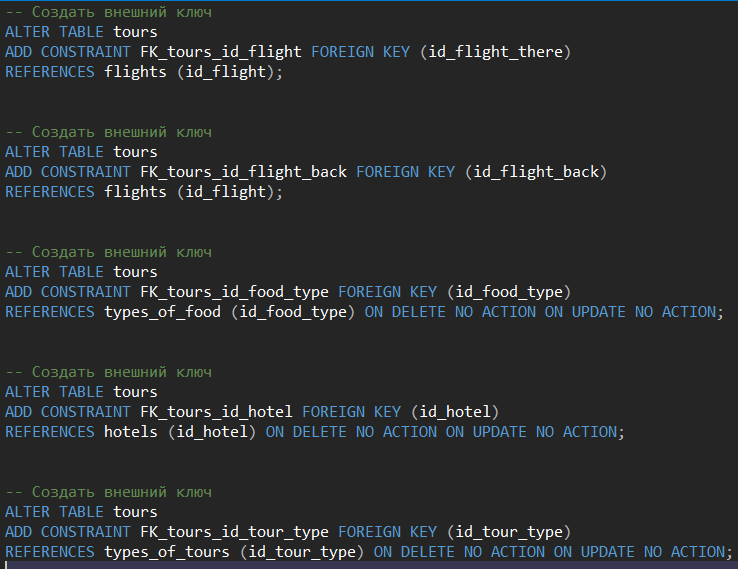 -- Создать внешний ключ
ALTER TABLE tours
ADD CONSTRAINT FK_tours_id_flight FOREIGN KEY (id_flight_there)
REFERENCES flights (id_flight);
-- Создать внешний ключ
ALTER TABLE tours
ADD CONSTRAINT FK_tours_id_flight_back FOREIGN KEY (id_flight_back)
REFERENCES flights (id_flight);
-- Создать внешний ключ
ALTER TABLE tours
ADD CONSTRAINT FK_tours_id_food_type FOREIGN KEY (id_food_type)
REFERENCES types_of_food (id_food_type) ON DELETE NO ACTION ON UPDATE NO ACTION;
-- Создать внешний ключ
ALTER TABLE tours
ADD CONSTRAINT FK_tours_id_hotel FOREIGN KEY (id_hotel)
REFERENCES hotels (id_hotel) ON DELETE NO ACTION ON UPDATE NO ACTION;
-- Создать внешний ключ
ALTER TABLE tours
ADD CONSTRAINT FK_tours_id_tour_type FOREIGN KEY (id_tour_type)
REFERENCES types_of_tours (id_tour_type) ON DELETE NO ACTION ON UPDATE NO ACTION;